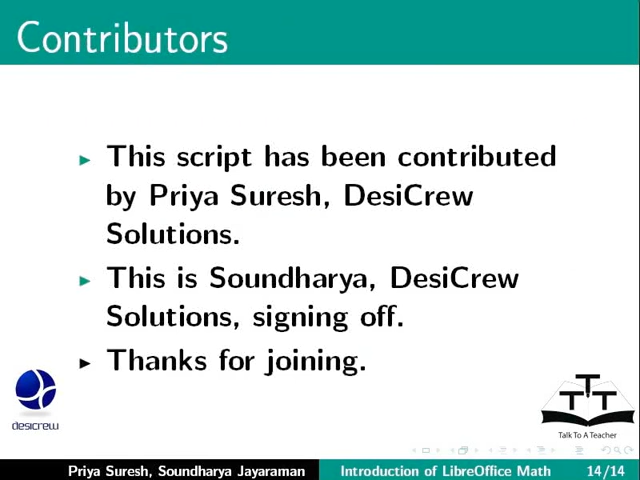 Contributors
This script has been contributed
by Priya Suresh, DesiCrew
Solutions.
This is Soundharya, DesiCrew
Solutions, signing off.
Thanks for joining.
desicrew
T T T
Talk To A Teacher
Priya Suresh, Soundharya Jayaraman
Introduction of LibreOffice Math
14/14